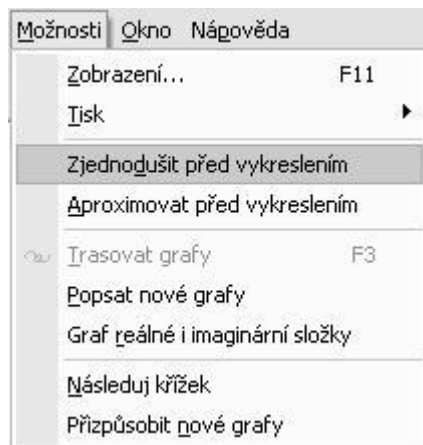 Možnosti Okno Nápověda
Zobrazení... F11
Tisk
Zjednodušit před vykreslením
Aproximovat před vykreslením
Trasovat grafy F3
Popsat nové grafy
Graf reálné i imaginární složky
Následuj křížek
Přizpůsobit nové grafy